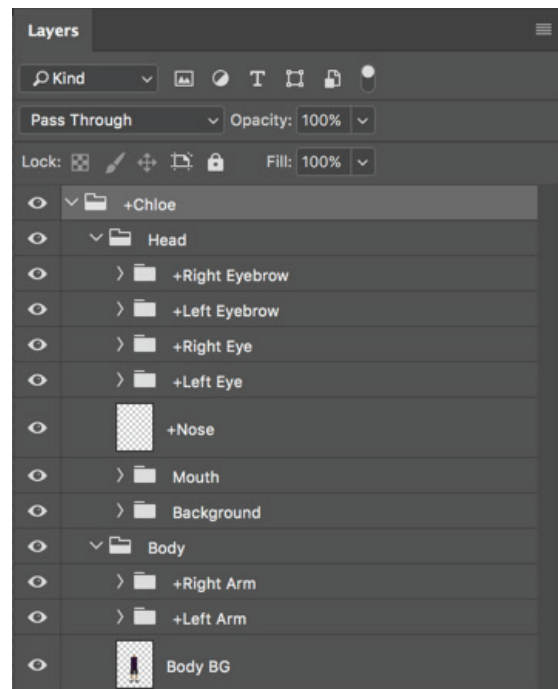 Layers
Kind
Pass Through Opacity: 100%
Lock: Fill: 100%
+Chloe
Head
+Right Eyebrow
+Left Eyebrow
+Right Eye
+Left Eye
+Nose
Mouth
Background
Body
+Right Arm
+Left Arm
Body BG